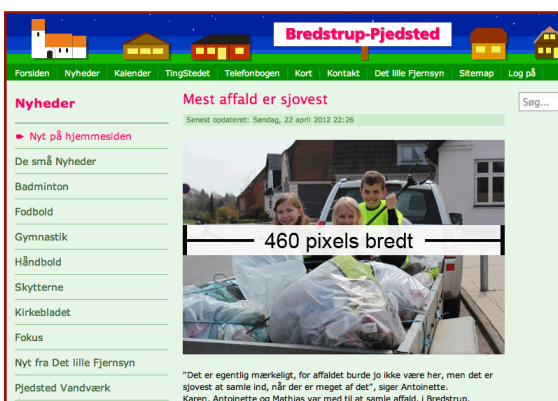 Bredstrup-Pjedsted
Forsiden Nyheder Kalender TingStedet Telefonbogen Kort Kontakt Det lille Fjernsyn Sitemap Log på
Nyheder
Nyt på hjemmesiden
De små Nyheder
Badminton
Fodbold
Gymnastik
Håndbold
Skytterne
Kirkebladet
Fokus
Nyt fra Det lille Fjernsyn
Pjedsted Vandværk
Mest affald er sjovest
Senest opdateret: Søndag, 22 april 2012 22:26
460 pixels bredt
"Det er egentlig mærkeligt, for affaldet burde jo ikke være her, men det er
sjovest at samle ind, når der er meget af det", siger Antoinette.
Karen, Antoinette og Mathias var med til at samle affald, i Bredstrup.
Søg...